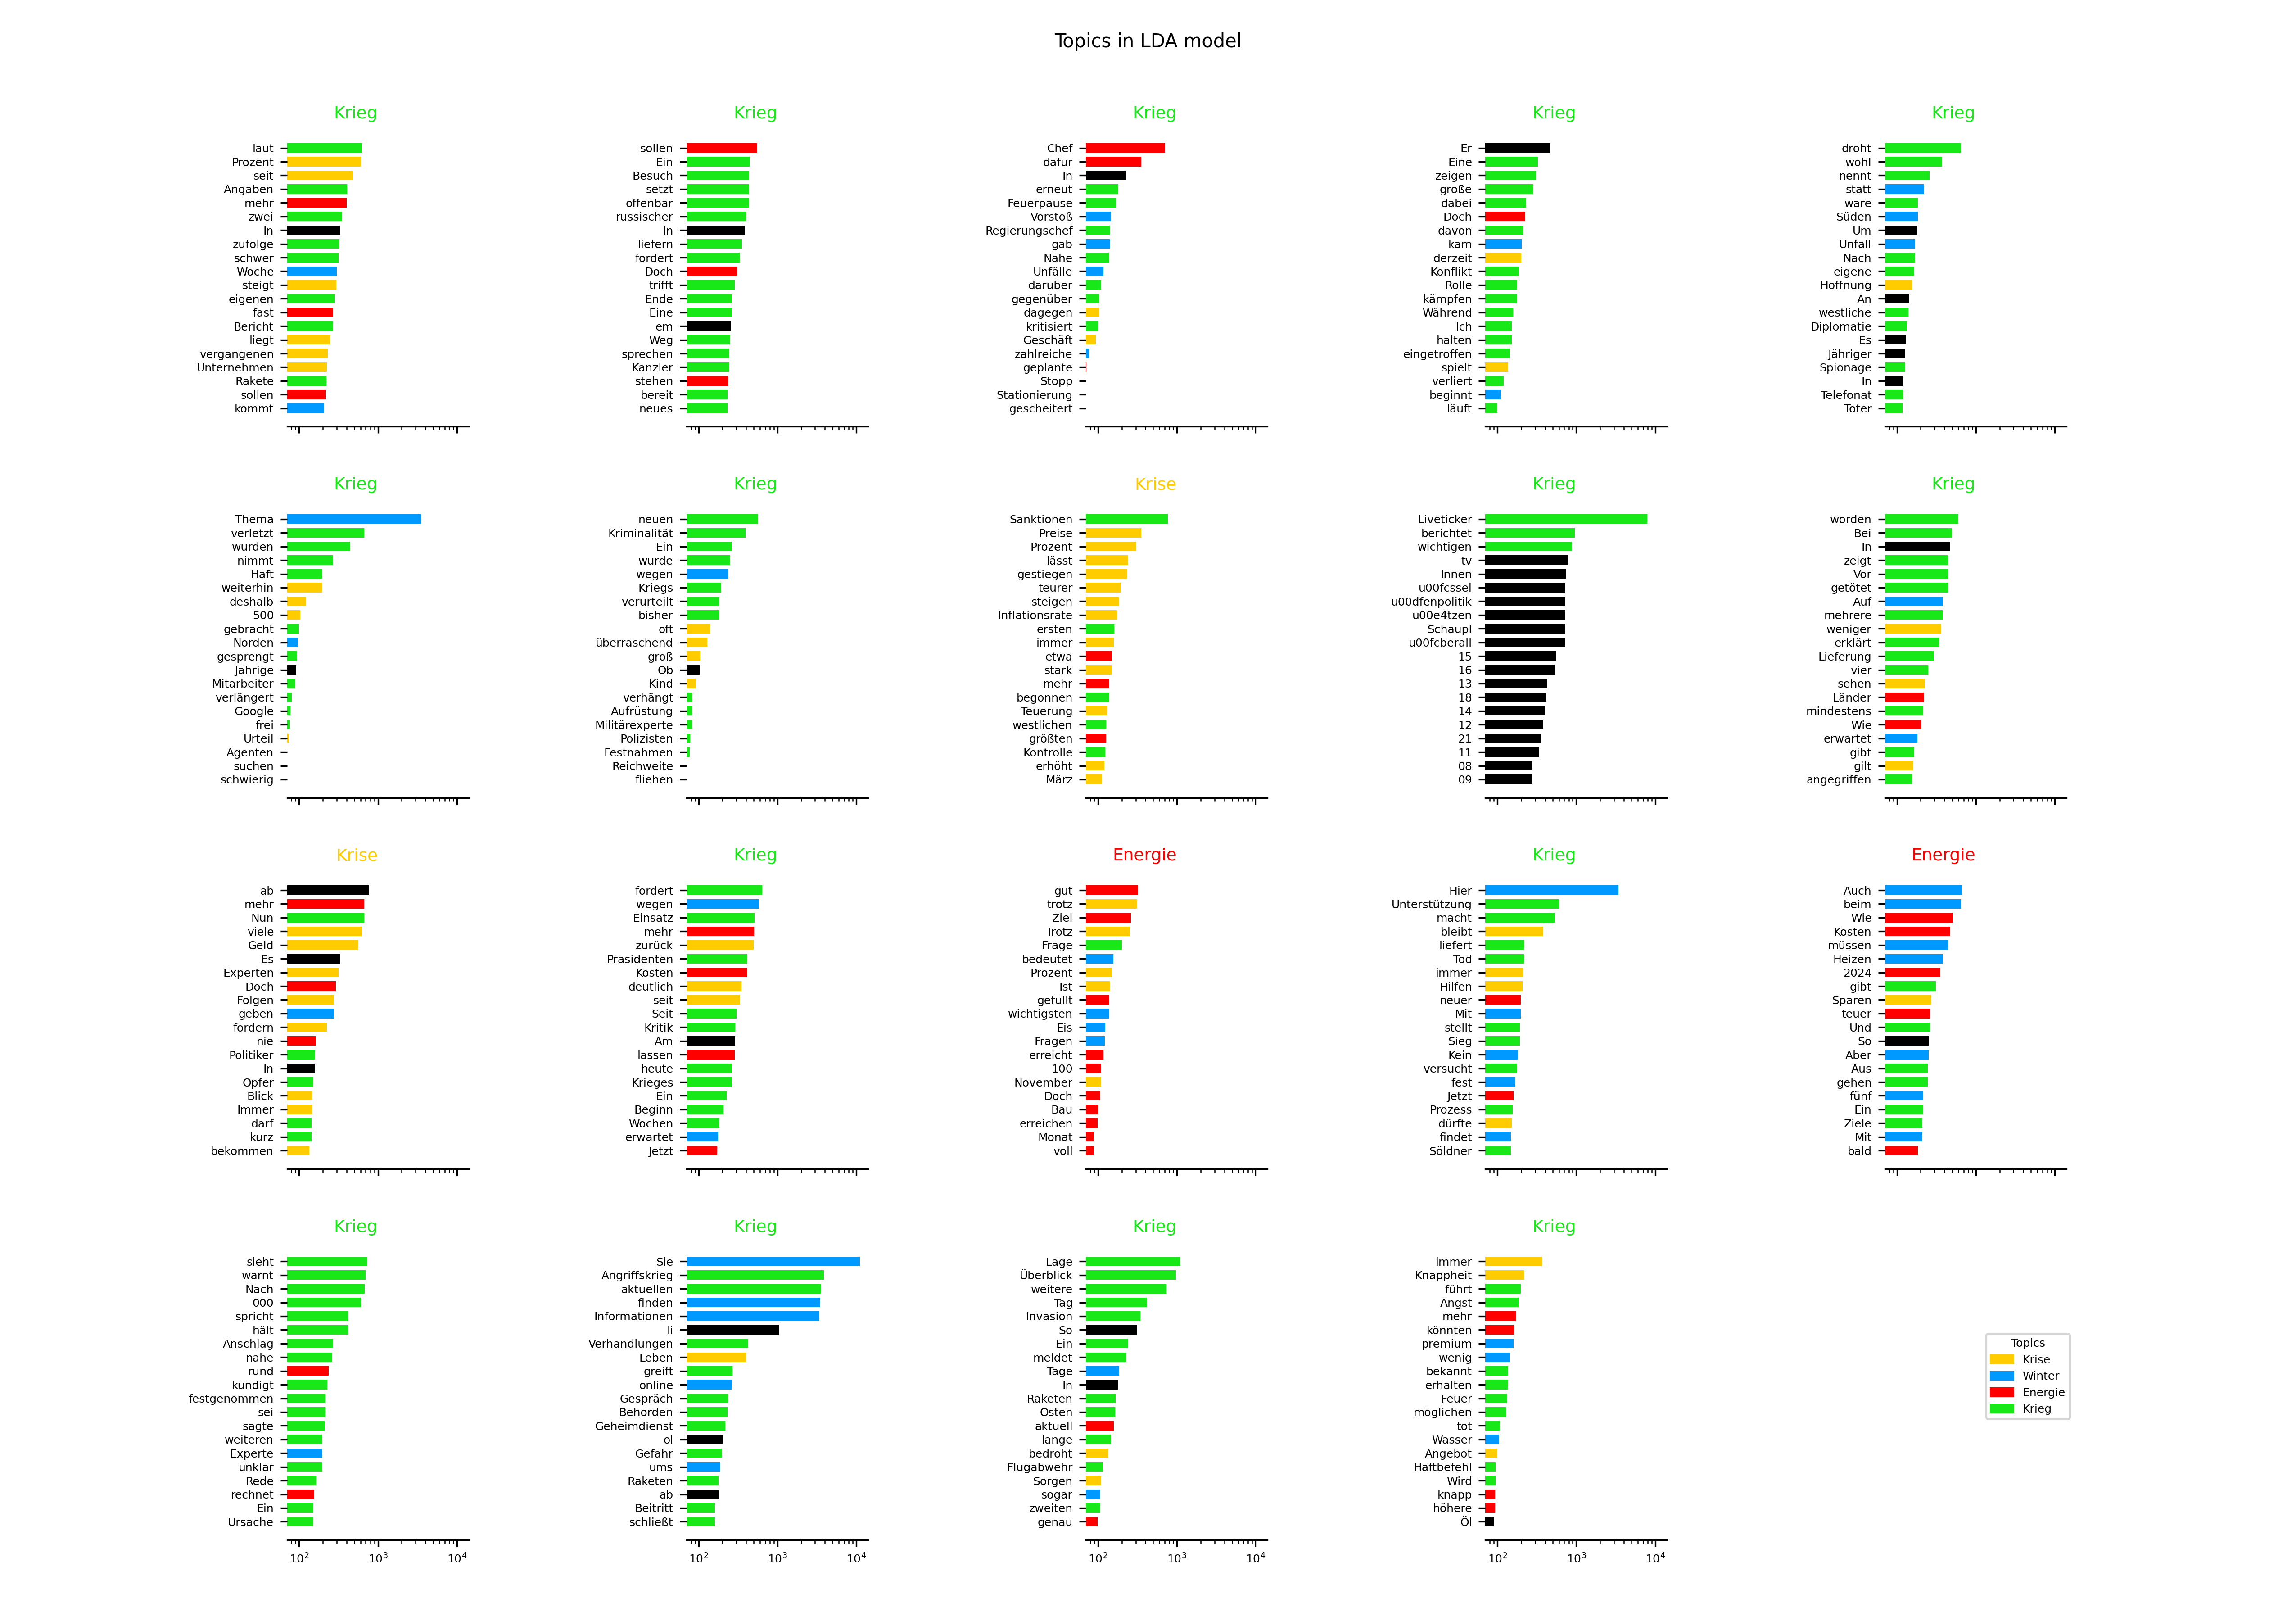 Topics in LDA model
Krieg
laut
Prozent
seit
Angaben
mehr
zwei
In
zufolge
schwer
Woche
steigt
eigenen
fast
Bericht
liegt
vergangenen
Unternehmen
Rakete
sollen
kommt
Krieg
sollen
Ein
Besuch
setzt
offenbar
russischer
In
liefern
fordert
Doch
trifft
Ende
Eine
em
Weg
sprechen
Kanzler
stehen
bereit
neues
Krieg
Chef
dafür
In
erneut
Feuerpause
Vorstoß
Regierungschef
gab
Nähe
Unfälle
darüber
gegenüber
dagegen
kritisiert
Geschäft
zahlreiche
geplante
Stopp
Stationierung
gescheitert
Krieg
Er
Eine
zeigen
große
dabei
Doch
davon
kam
derzeit
Konflikt
Rolle
kämpfen
Während
Ich
halten
eingetroffen
spielt
verliert
beginnt
läuft
Krieg
droht
wohl
nennt
statt
wäre
Süden
Um
Unfall
Nach
eigene
Hoffnung
An
westliche
Diplomatie
Es
Jähriger
Spionage
In
Telefonat
Toter
Krieg
Thema
verletzt
wurden
nimmt
Haft
weiterhin
deshalb
500
gebracht
Norden
gesprengt
Jährige
Mitarbeiter
verlängert
Google
frei
Urteil
Agenten
suchen
schwierig
Krieg
neuen
Kriminalität
Ein
wurde
wegen
Kriegs
verurteilt
bisher
oft
überraschend
groß
Ob
Kind
verhängt
Aufrüstung
Militärexperte
Polizisten
Festnahmen
Reichweite
fliehen
Krise
Sanktionen
Preise
Prozent
lässt
gestiegen
teurer
steigen
Inflationsrate
ersten
immer
etwa
stark
mehr
begonnen
Teuerung
westlichen
größten
Kontrolle
erhöht
März
Krieg
Liveticker
berichtet
wichtigen
tv
Innen
u00fcssel
u00dfenpolitik
u00e4tzen
Schaupl
u00fcberall
15
16
13
18
14
12
21
11
08
09
Krieg
worden
Bei
In
zeigt
Vor
getötet
Auf
mehrere
weniger
erklärt
Lieferung
vier
sehen
Länder
mindestens
Wie
erwartet
gibt
gilt
angegriffen
Krise
ab
mehr
Nun
viele
Geld
Es
Experten
Doch
Folgen
geben
fordern
nie
Politiker
In
Opfer
Blick
Immer
darf
kurz
bekommen
Krieg
fordert
wegen
Einsatz
mehr
zurück
Präsidenten
Kosten
deutlich
seit
Seit
Kritik
Am
lassen
heute
Krieges
Ein
Beginn
Wochen
erwartet
Jetzt
Energie
gut
trotz
Ziel
Trotz
Frage
bedeutet
Prozent
Ist
gefüllt
wichtigsten
Eis
Fragen
erreicht
100
November
Doch
Bau
erreichen
Monat
voll
Krieg
Hier
Unterstützung
macht
bleibt
liefert
Tod
immer
Hilfen
neuer
Mit
stellt
Sieg
Kein
versucht
fest
Jetzt
Prozess
dürfte
findet
Söldner
Energie
Auch
beim
Wie
Kosten
müssen
Heizen
2024
gibt
Sparen
teuer
Und
So
Aber
Aus
gehen
fünf
Ein
Ziele
Mit
bald
Krieg
sieht
warnt
Nach
000
spricht
hält
Anschlag
nahe
rund
kündigt
festgenommen
sei
sagte
weiteren
Experte
unklar
Rede
rechnet
Ein
Ursache
10² 10³ 10⁴
Krieg
Sie
Angriffskrieg
aktuellen
finden
Informationen
li
Verhandlungen
Leben
greift
online
Gespräch
Behörden
Geheimdienst
ol
Gefahr
ums
Raketen
ab
Beitritt
schließt
10² 10³ 10⁴
Krieg
Lage
Überblick
weitere
Tag
Invasion
So
Ein
meldet
Tage
In
Raketen
Osten
aktuell
lange
bedroht
Flugabwehr
Sorgen
sogar
zweiten
genau
10² 10³ 10⁴
Krieg
immer
Knappheit
führt
Angst
mehr
könnten
premium
wenig
bekannt
erhalten
Feuer
möglichen
tot
Wasser
Angebot
Haftbefehl
Wird
knapp
höhere
Öl
10² 10³ 10⁴
Topics
Krise
Winter
Energie
Krieg